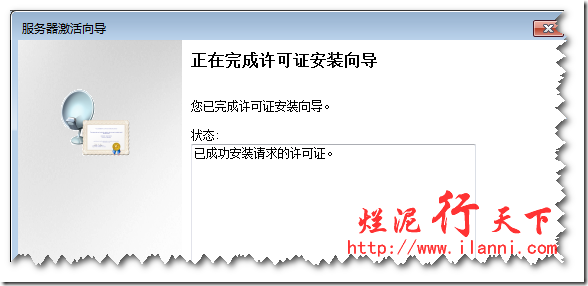 服务器激活向导
正在完成许可证安装向导
您已完成许可证安装向导。
状态:
已成功安装请求的许可证。
烂泥行天下
http://www.ilanni.com